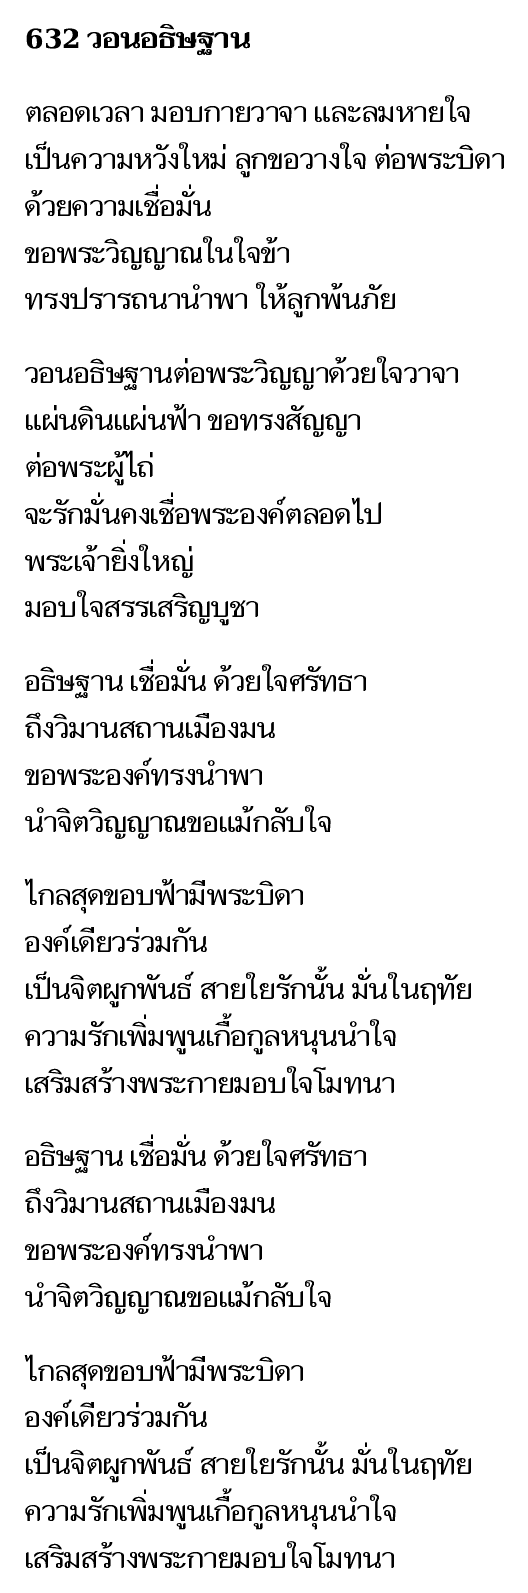 632 วอนอธิษฐาน
ตลอดเวลา มอบกายวาจา และลมหายใจ
เป็นความหวังใหม่ ลูกขอวางใจ ต่อพระบิดา
ด้วยความเชื่อมั่น
ขอพระวิญญาณในใจข้า
ทรงปรารถนานำพา ให้ลูกพ้นภัย
วอนอธิษฐานต่อพระวิญญาด้วยใจวาจา
แผ่นดินแผ่นฟ้า ขอทรงสัญญา
ต่อพระผู้ไถ่
จะรักมั่นคงเชื่อพระองค์ตลอดไป
พระเจ้ายิ่งใหญ่
มอบใจสรรเสริญบูชา
อธิษฐาน เชื่อมั่น ด้วยใจศรัทธา
ถึงวิมานสถานเมืองมน
ขอพระองค์ทรงนำพา
นำจิตวิญญาณขอแม้กลับใจ
ไกลสุดขอบฟ้ามีพระบิดา
องค์เดียวร่วมกัน
เป็นจิตผูกพันธ์ สายใยรักนั้น มั่นในฤทัย
ความรักเพิ่มพูนเกื้อกูลหนุนนำใจ
เสริมสร้างพระกายมอบใจโมทนา
อธิษฐาน เชื่อมั่น ด้วยใจศรัทธา
ถึงวิมานสถานเมืองมน
ขอพระองค์ทรงนำพา
นำจิตวิญญาณขอแม้กลับใจ
ไกลสุดขอบฟ้ามีพระบิดา
องค์เดียวร่วมกัน
เป็นจิตผูกพันธ์ สายใยรักนั้น มั่นในฤทัย
ความรักเพิ่มพูนเกื้อกูลหนุนนำใจ
เสริมสร้างพระกายมอบใจโมทนา